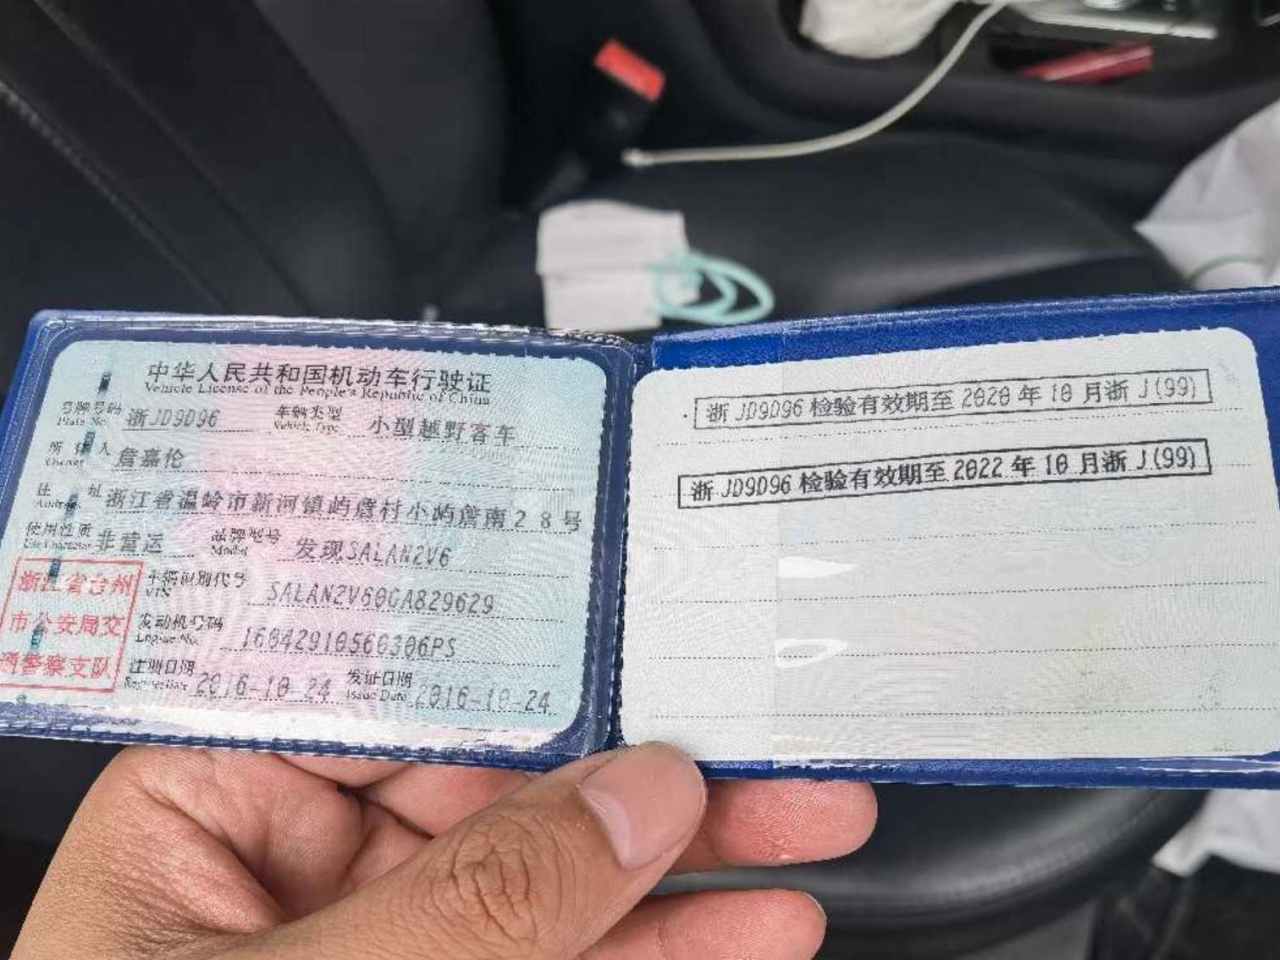 中华人民共和国机动车行驶证
Vehicle License of the People's Republic of China
号牌号码 浙JD9D96 车辆类型 小型越野客车
Plate No. Vehicle Type
所有人 詹嘉伦
Owner
住址 浙江省温岭市新河镇屿詹村小屿詹南28号
Address
使用性质 非营运 品牌型号 发现SALAN2V6
Use Character Model
浙江省台州
市公安局交
通警察支队
车辆识别代号 SALAN2V60GA829629
VIN
发动机号码 16042910560306PS
Engine No.
注册日期 2016-10-24 发证日期 2016-10-24
Register Date Issue Date
浙JD9D96检验有效期至2020年10月浙J(99)
浙JD9D96检验有效期至2022年10月浙J(99)